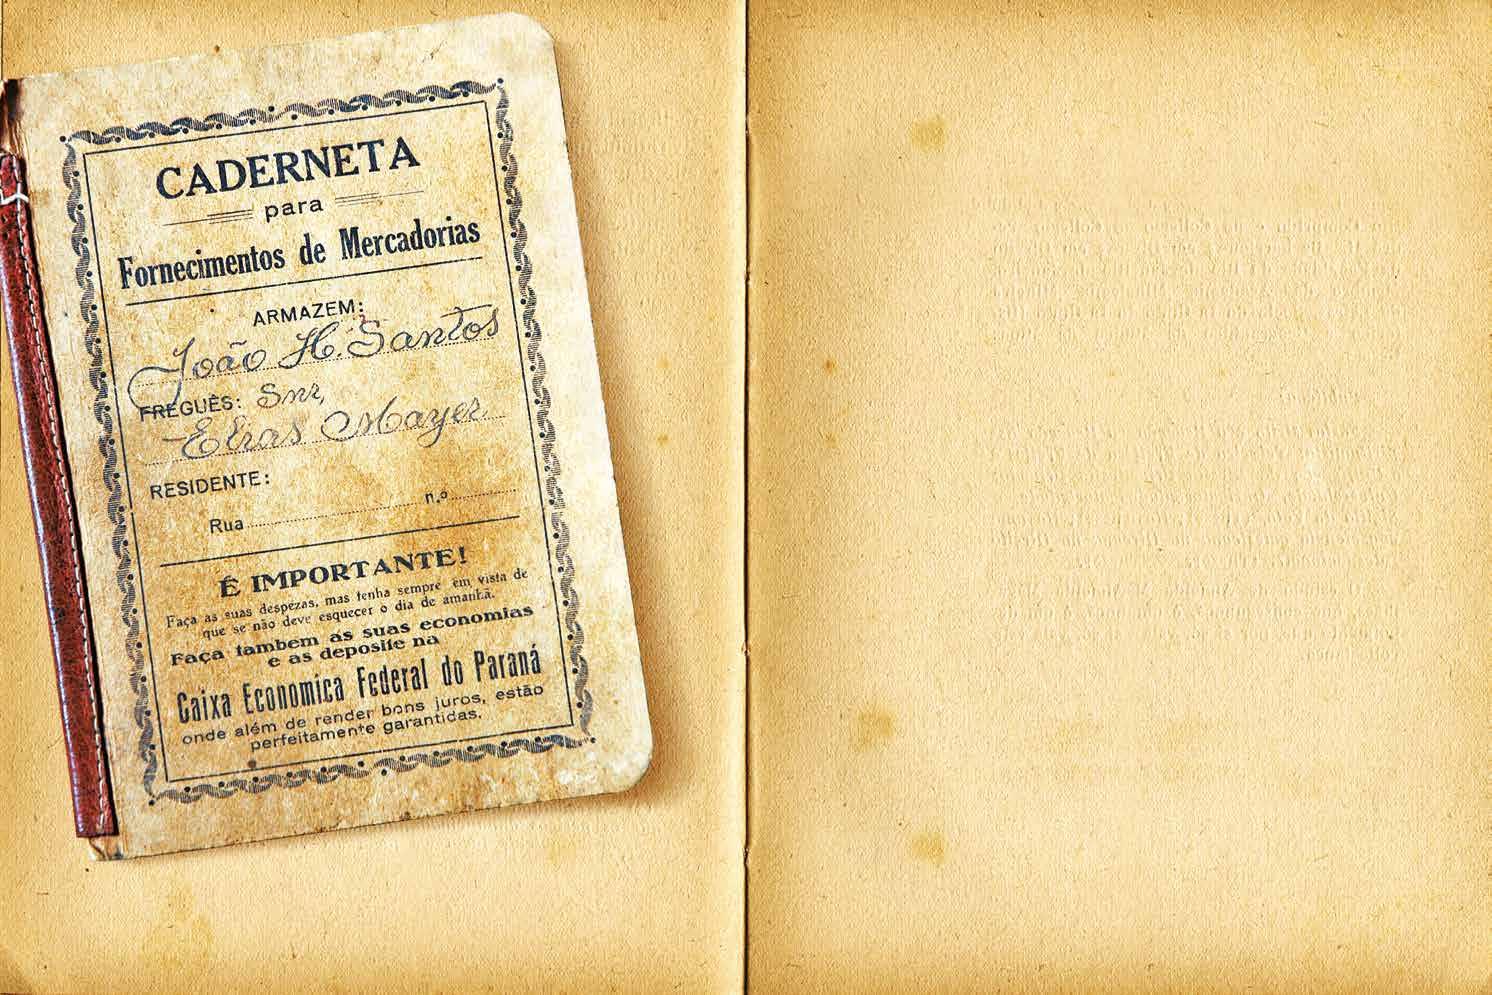 CADERNETA
para
Fornecimentos de Mercadorias
ARMAZEM:
João H. Santos
FREGUÊS: Snr,
Elias Mayer
RESIDENTE:
Rua n.o
É IMPORTANTE!
Faça as suas despezas, mas tenha sempre em vista de
que se não deve esquecer o dia de amanhã.
Faça tambem as suas economias
e as deposite na
Caixa Economica Federal do Paraná
onde além de render bons juros, estão
perfeitamente garantidas.